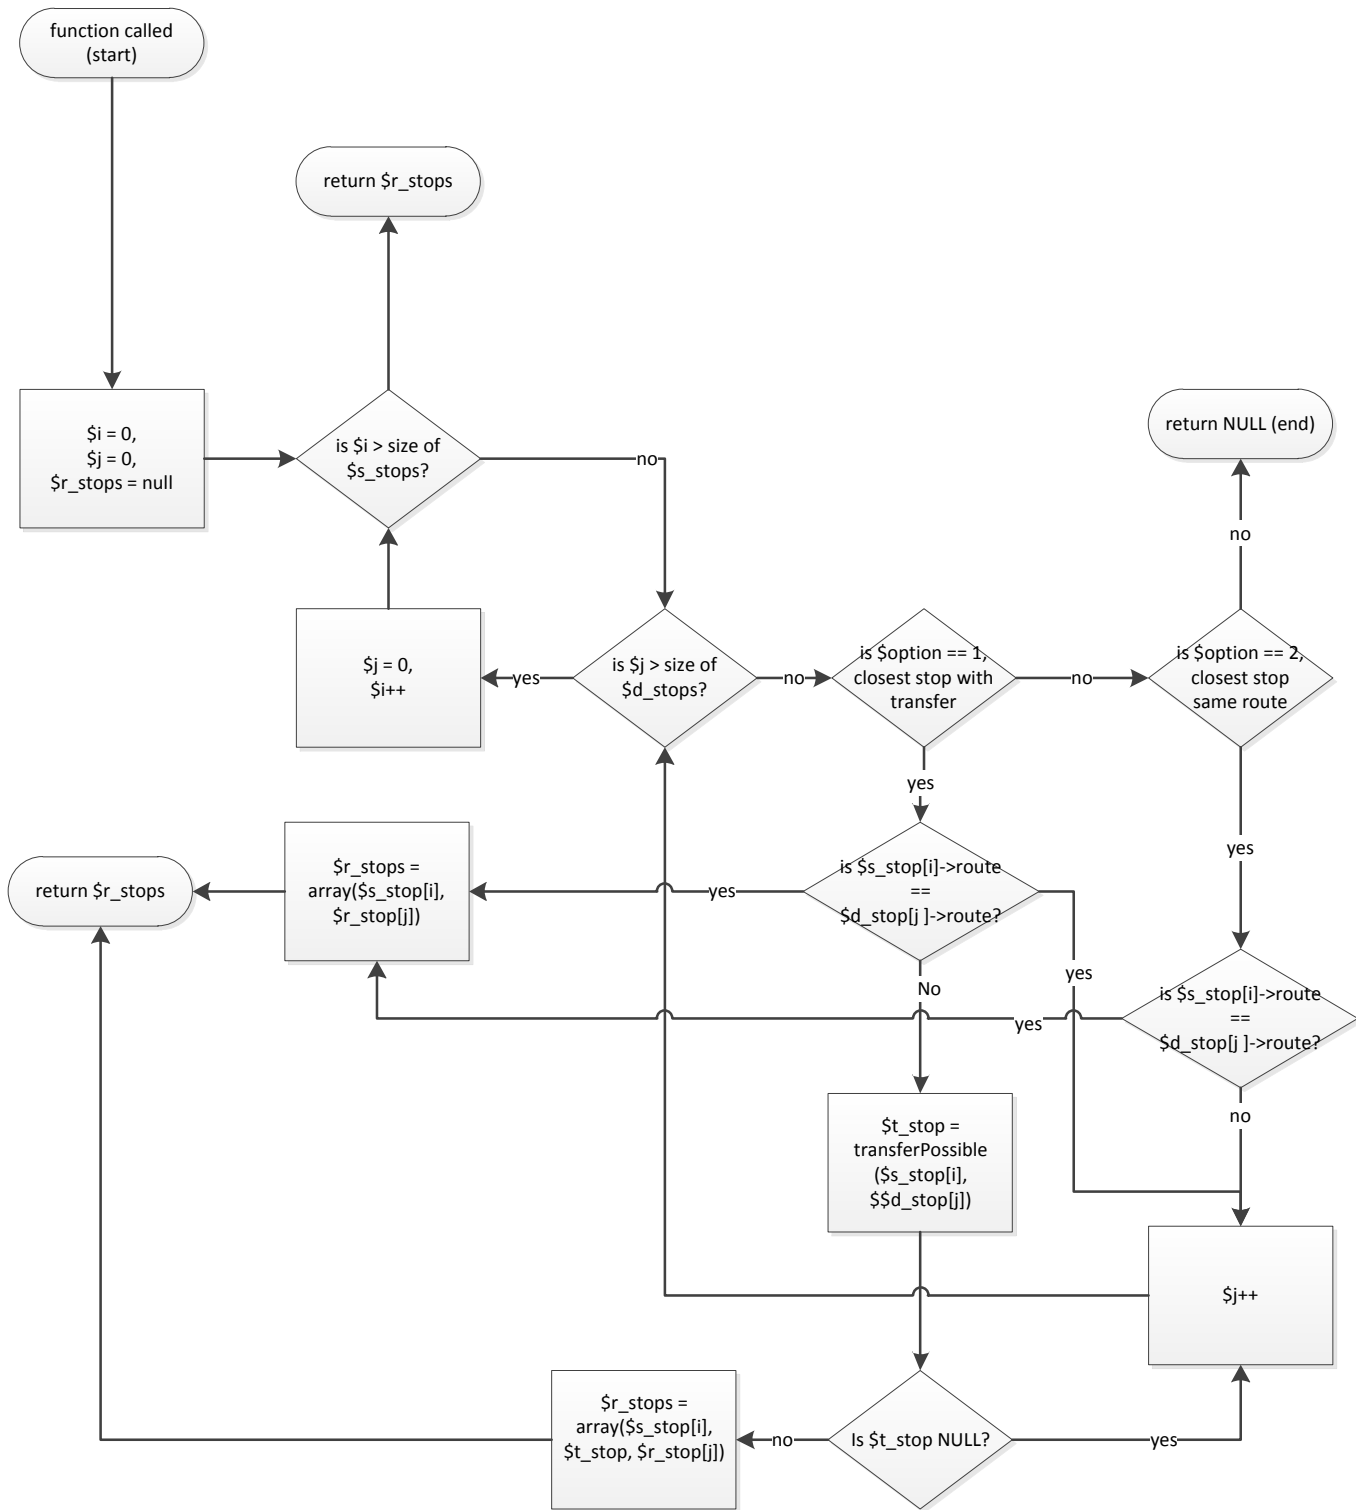 function called
(start)
return $r_stops
$i = 0,
$j = 0,
$r_stops = null
is $i > size of
$s_stops?
no
return NULL (end)
no
$j = 0,
$i++
yes
is $j > size of
$d_stops?
no
is $option == 1,
closest stop with
transfer
no
is $option == 2,
closest stop
same route
yes
yes
return $r_stops
$r_stops =
array($s_stop[i],
$r_stop[j])
yes
is $s_stop[i]->route
==
$d_stop[j ]->route?
yes
No
yes
is $s_stop[i]->route
==
$d_stop[j ]->route?
no
$t_stop =
transferPossible
($s_stop[i],
$$d_stop[j])
$j++
$r_stops =
array($s_stop[i],
$t_stop, $r_stop[j])
no
Is $t_stop NULL?
yes